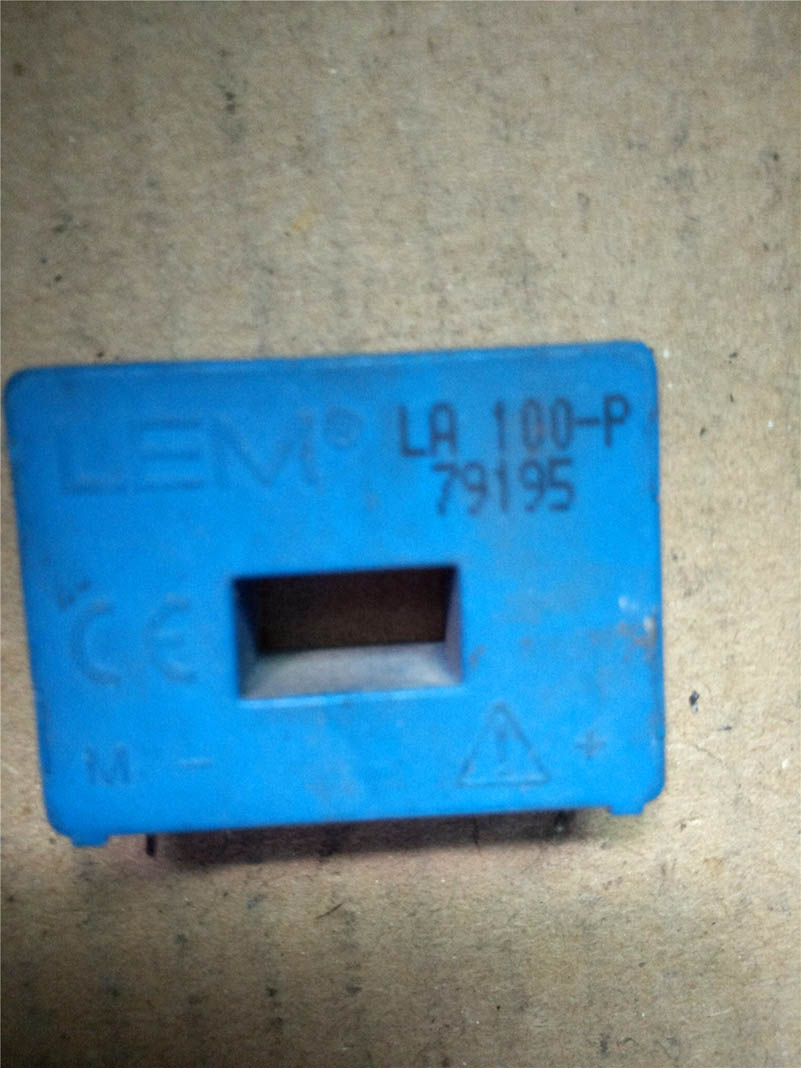 LEM®
LA 100-P
79195
CE
M - +